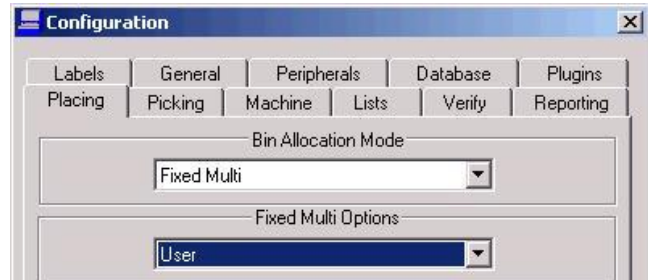 Configuration
Labels General Peripherals Database Plugins
Placing Picking Machine Lists Verify Reporting
Bin Allocation Mode
Fixed Multi
Fixed Multi Options
User